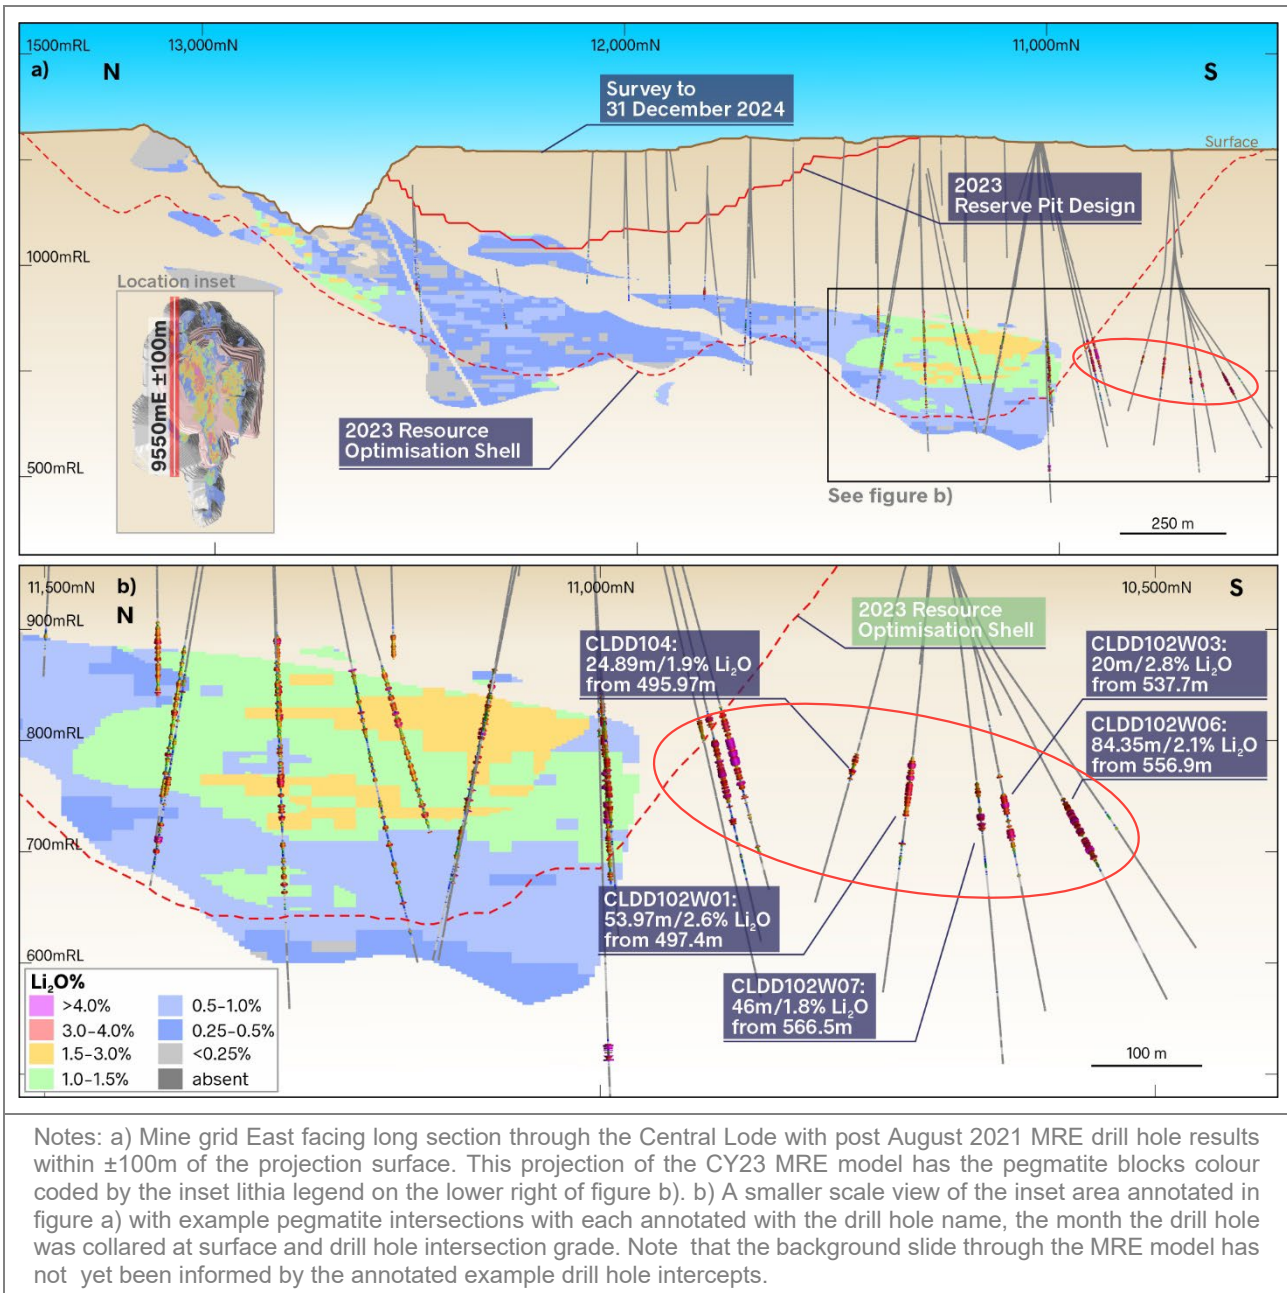 1500mRL
13,000mN
12,000mN
11,000mN
a)
N
S
Survey to
31 December 2024
Surface
2023
Reserve Pit Design
1000mRL
Location inset
9550mE ±100m
2023 Resource
Optimisation Shell
500mRL
See figure b)
250 m
11,500mN
b)
N
11,000mN
10,500mN
S
900mRL
2023 Resource
Optimisation Shell
CLDD104:
24.89m/1.9% Li₂O
from 495.97m
CLDD102W03:
20m/2.8% Li₂O
from 537.7m
800mRL
CLDD102W06:
84.35m/2.1% Li₂O
from 556.9m
700mRL
CLDD102W01:
53.97m/2.6% Li₂O
from 497.4m
600mRL
CLDD102W07:
46m/1.8% Li₂O
from 566.5m
Li₂O%
>4.0%
0.5–1.0%
3.0–4.0%
0.25–0.5%
1.5–3.0%
<0.25%
1.0–1.5%
absent
100 m
Notes: a) Mine grid East facing long section through the Central Lode with post August 2021 MRE drill hole results
within ±100m of the projection surface. This projection of the CY23 MRE model has the pegmatite blocks colour
coded by the inset lithia legend on the lower right of figure b). b) A smaller scale view of the inset area annotated in
figure a) with example pegmatite intersections with each annotated with the drill hole name, the month the drill hole
was collared at surface and drill hole intersection grade. Note that the background slide through the MRE model has
not yet been informed by the annotated example drill hole intercepts.